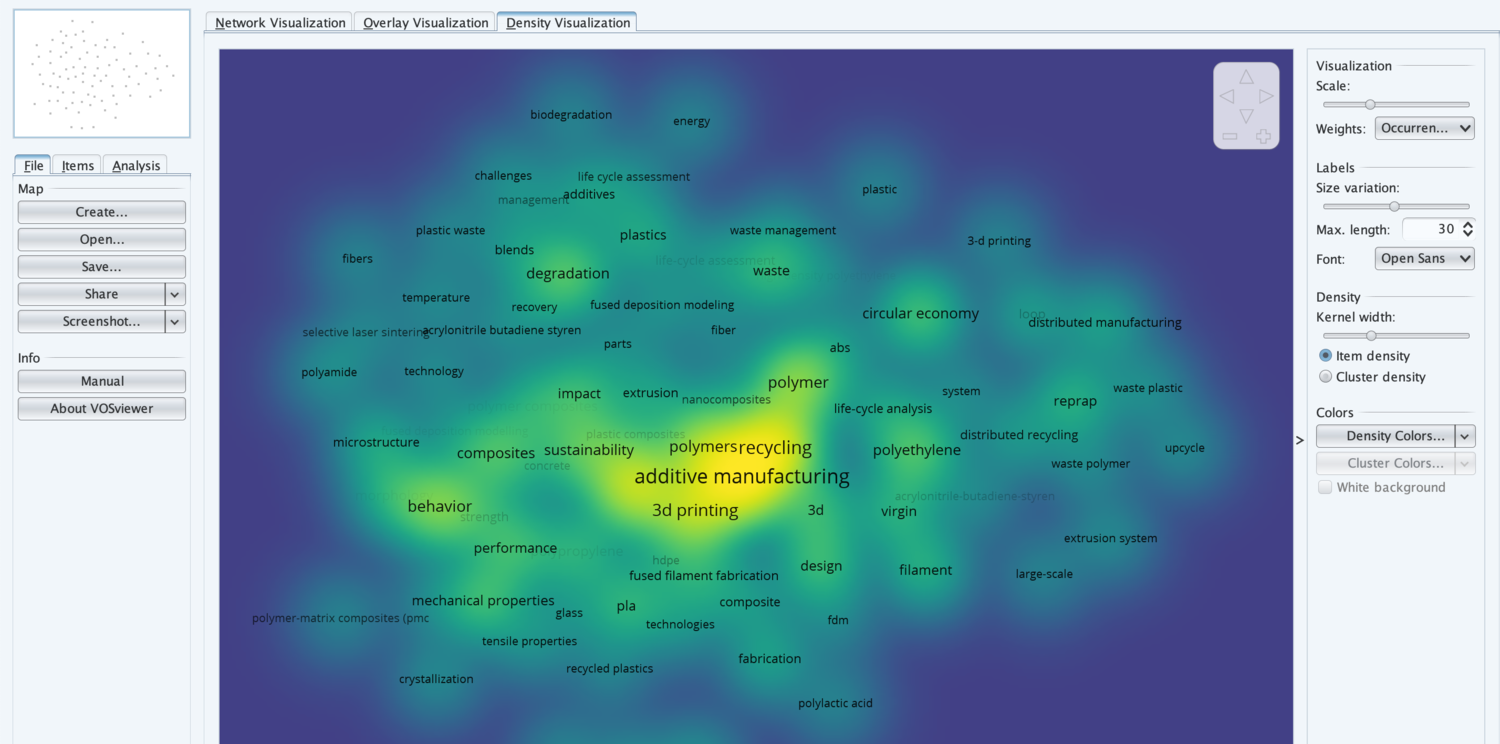 Network Visualization
Overlay Visualization
Density Visualization
File
Items
Analysis
Map
Create...
Open...
Save...
Share
Screenshot...
Info
Manual
About VOSviewer
biodegradation
energy
challenges
life cycle assessment
additives
management
plastic
plastic waste
plastics
waste management
3-d printing
blends
fibers
life-cycle assessment
degradation
waste
temperature
recovery
fused deposition modeling
circular economy
loop
distributed manufacturing
selective laser sintering
acrylonitrile butadiene styren
fiber
parts
abs
polyamide
technology
polymer
impact
extrusion
nanocomposites
system
waste plastic
reprap
life-cycle analysis
plastic composites
microstructure
distributed recycling
polymers
recycling
composites
sustainability
polyethylene
upcycle
concrete
waste polymer
additive manufacturing
acrylonitrile-butadiene-styren
behavior
strength
3d printing
3d
virgin
extrusion system
performance
propylene
hdpe
fused filament fabrication
design
filament
large-scale
mechanical properties
glass
pla
composite
polymer-matrix composites (pmc
technologies
fdm
tensile properties
recycled plastics
fabrication
crystallization
polylactic acid
Visualization
Scale:
Weights:
Occurren...
Labels
Size variation:
Max. length:
30
Font:
Open Sans
Density
Kernel width:
Item density
Cluster density
Colors
Density Colors...
Cluster Colors...
White background
>